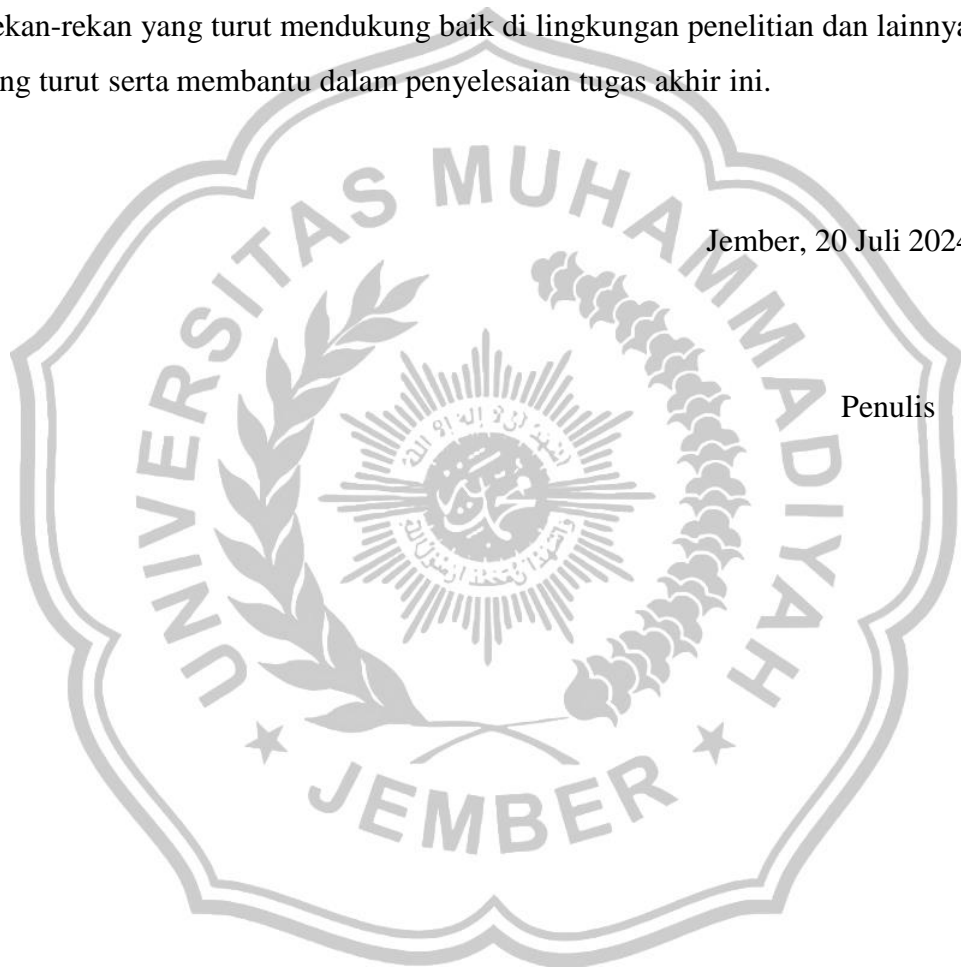 ekan-rekan yang turut mendukung baik di lingkungan penelitian dan lainnya
ng turut serta membantu dalam penyelesaian tugas akhir ini.
Jember, 20 Juli 2024
Penulis
UNIVERSITAS MUHAMMADIYAH
JEMBER
محمد